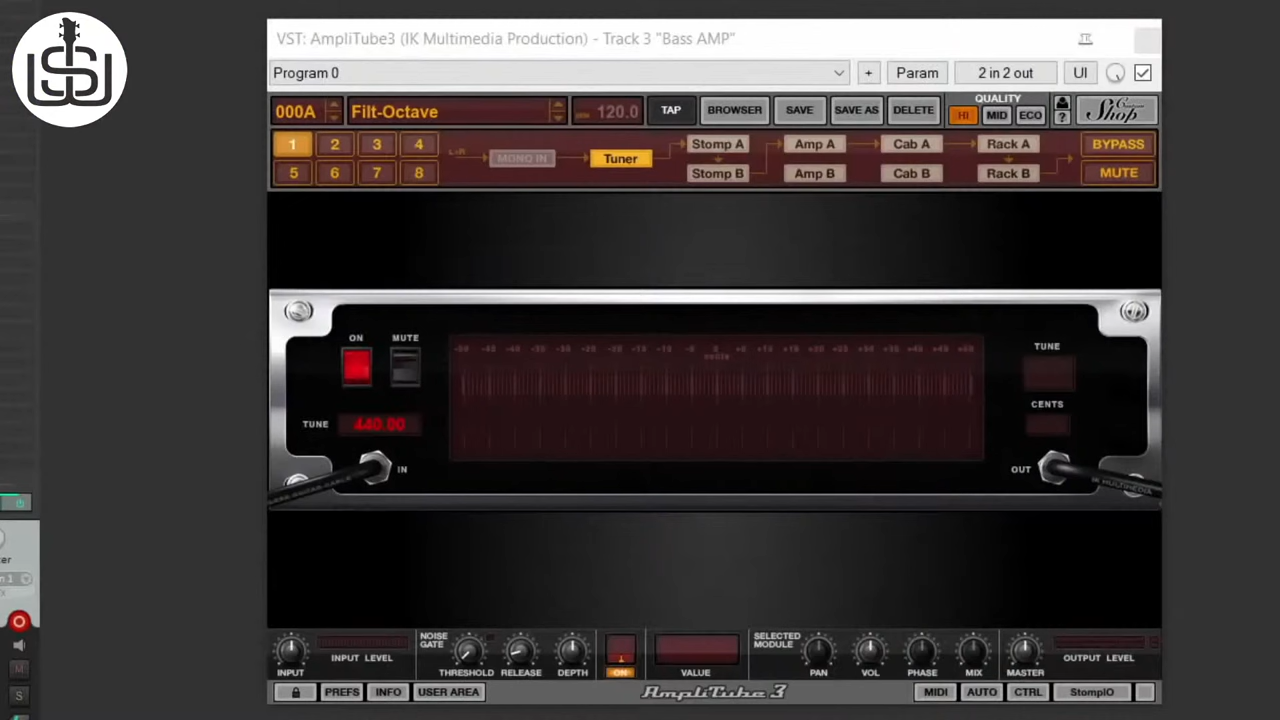 VST: AmpliTube3 (IK Multimedia Production) - Track 3 "Bass AMP"
Program 0
+
Param
2 in 2 out
UI
000A
Filt-Octave
120.0
TAP
BROWSER
SAVE
SAVE AS
DELETE
QUALITY
HI MID ECO
?
Custom Shop
1 2 3 4
5 6 7 8
L+R
MONO IN
Tuner
Stomp A
Stomp B
Amp A
Amp B
Cab A
Cab B
Rack A
Rack B
BYPASS
MUTE
ON
MUTE
TUNE
440.00
IN
TUNE
CENTS
OUT
IK MULTIMEDIA
INPUT
INPUT LEVEL
NOISE GATE
THRESHOLD
RELEASE
DEPTH
ON
VALUE
SELECTED MODULE
PAN
VOL
PHASE
MIX
MASTER
OUTPUT LEVEL
PREFS
INFO
USER AREA
AmpliTube 3
MIDI
AUTO
CTRL
StompIO
M
S